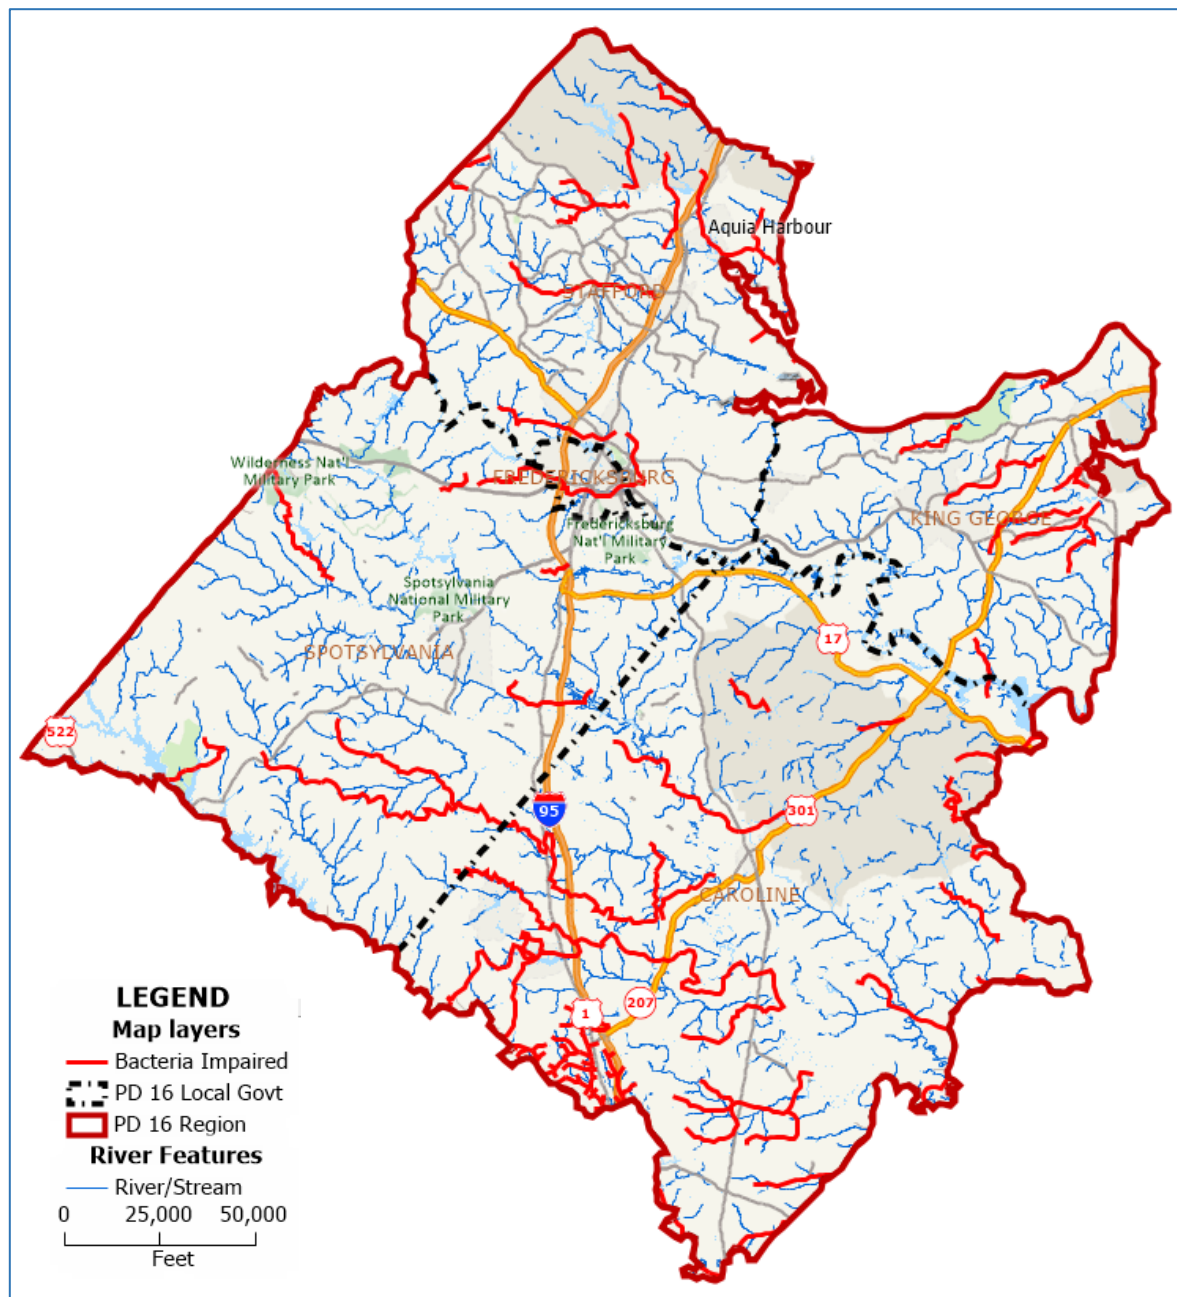 Aquia Harbour
STAFFORD
Wilderness Nat'l
Military Park
FREDERICKSBURG
Fredericksburg
Nat'l Military
Park
KING GEORGE
Spotsylvania
National Military
Park
SPOTSYLVANIA
17
522
95
301
CAROLINE
207
1
LEGEND
Map layers
Bacteria Impaired
PD 16 Local Govt
PD 16 Region
River Features
River/Stream
0 25,000 50,000
Feet